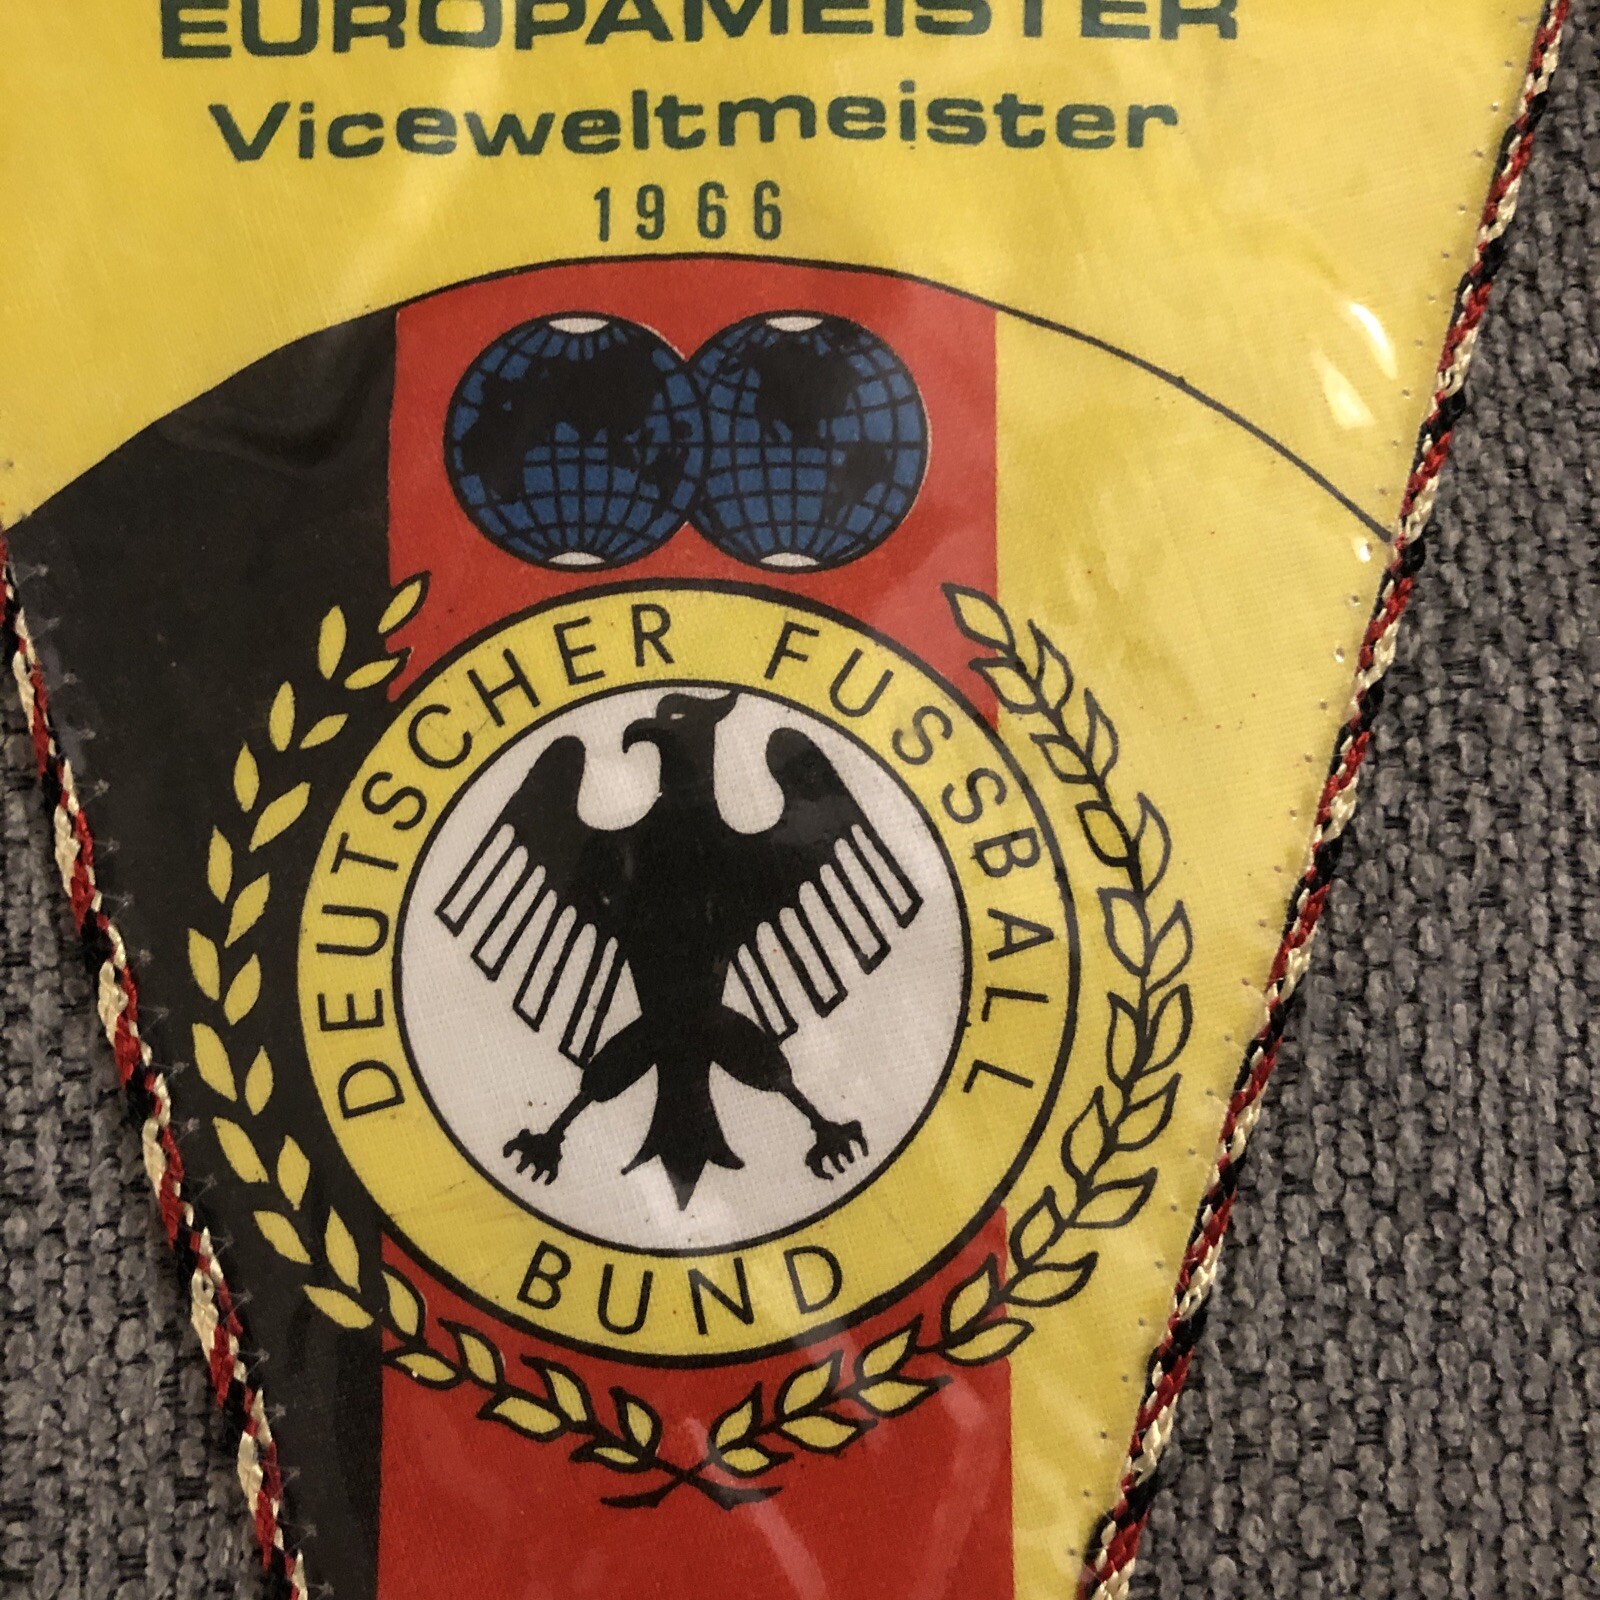 EUROPAMEISTER
Viceweltmeister
1966
DEUTSCHER FUSSBALL
BUND